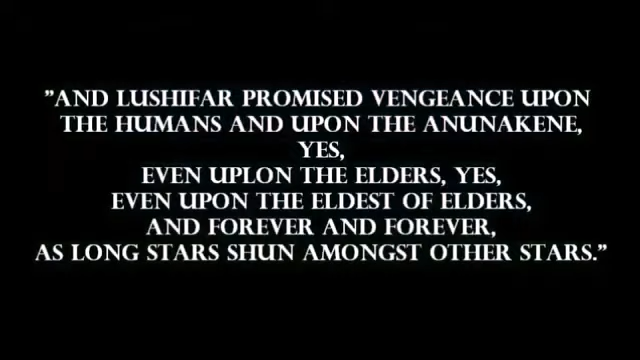 "AND LUSHIFAR PROMISED VENGEANCE UPON
THE HUMANS AND UPON THE ANUNAKENE,
YES,
EVEN UPLON THE ELDERS, YES,
EVEN UPON THE ELDEST OF ELDERS,
AND FOREVER AND FOREVER,
AS LONG STARS SHUN AMONGST OTHER STARS."